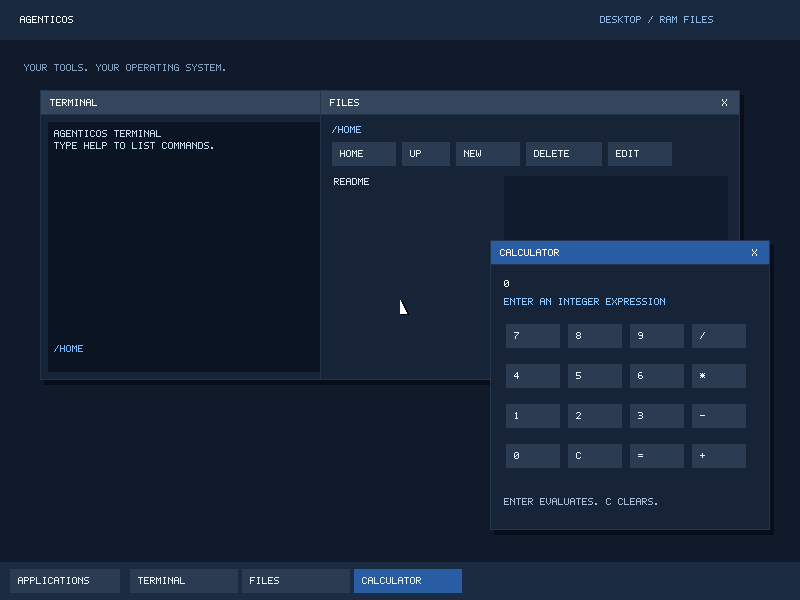 AGENTICOS
DESKTOP / RAM FILES
YOUR TOOLS. YOUR OPERATING SYSTEM.
TERMINAL
AGENTICOS TERMINAL
TYPE HELP TO LIST COMMANDS.
/HOME
FILES X
/HOME
HOME UP NEW DELETE EDIT
README
CALCULATOR X
0
ENTER AN INTEGER EXPRESSION
7 8 9 /
4 5 6 *
1 2 3 -
0 C = +
ENTER EVALUATES. C CLEARS.
APPLICATIONS TERMINAL FILES CALCULATOR